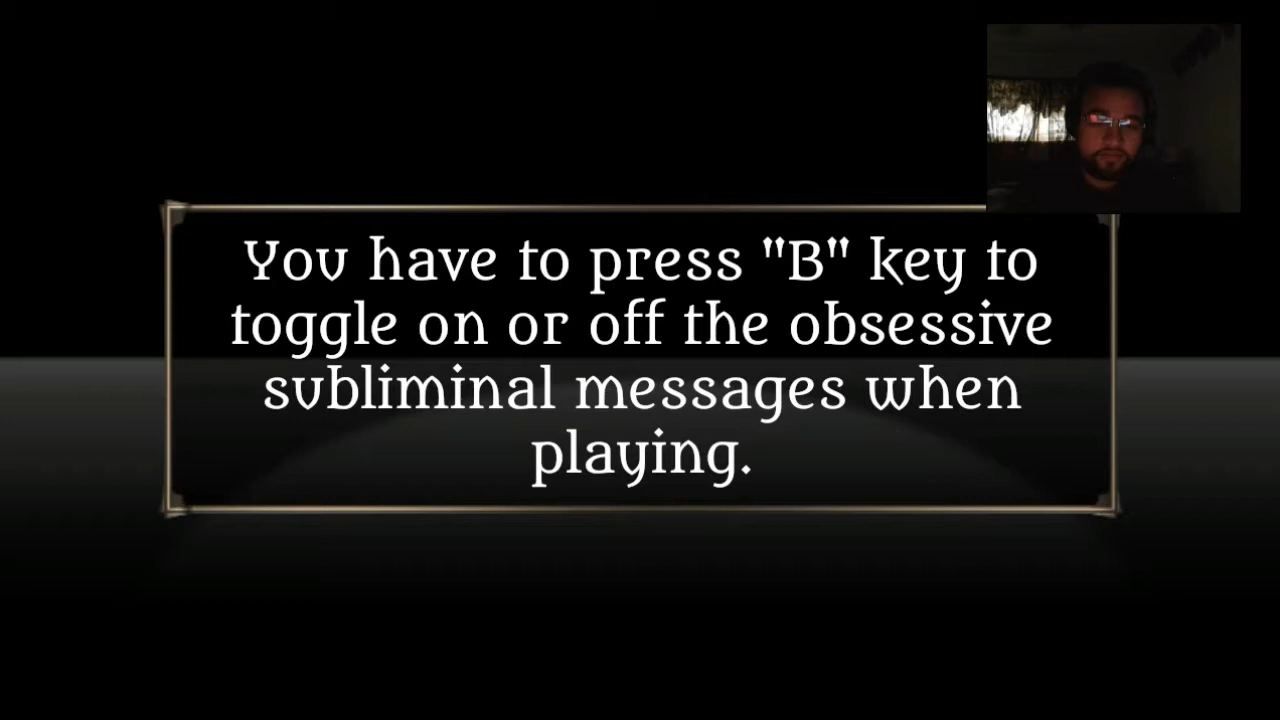 You have to press "B" key to
toggle on or off the obsessive
subliminal messages when
playing.